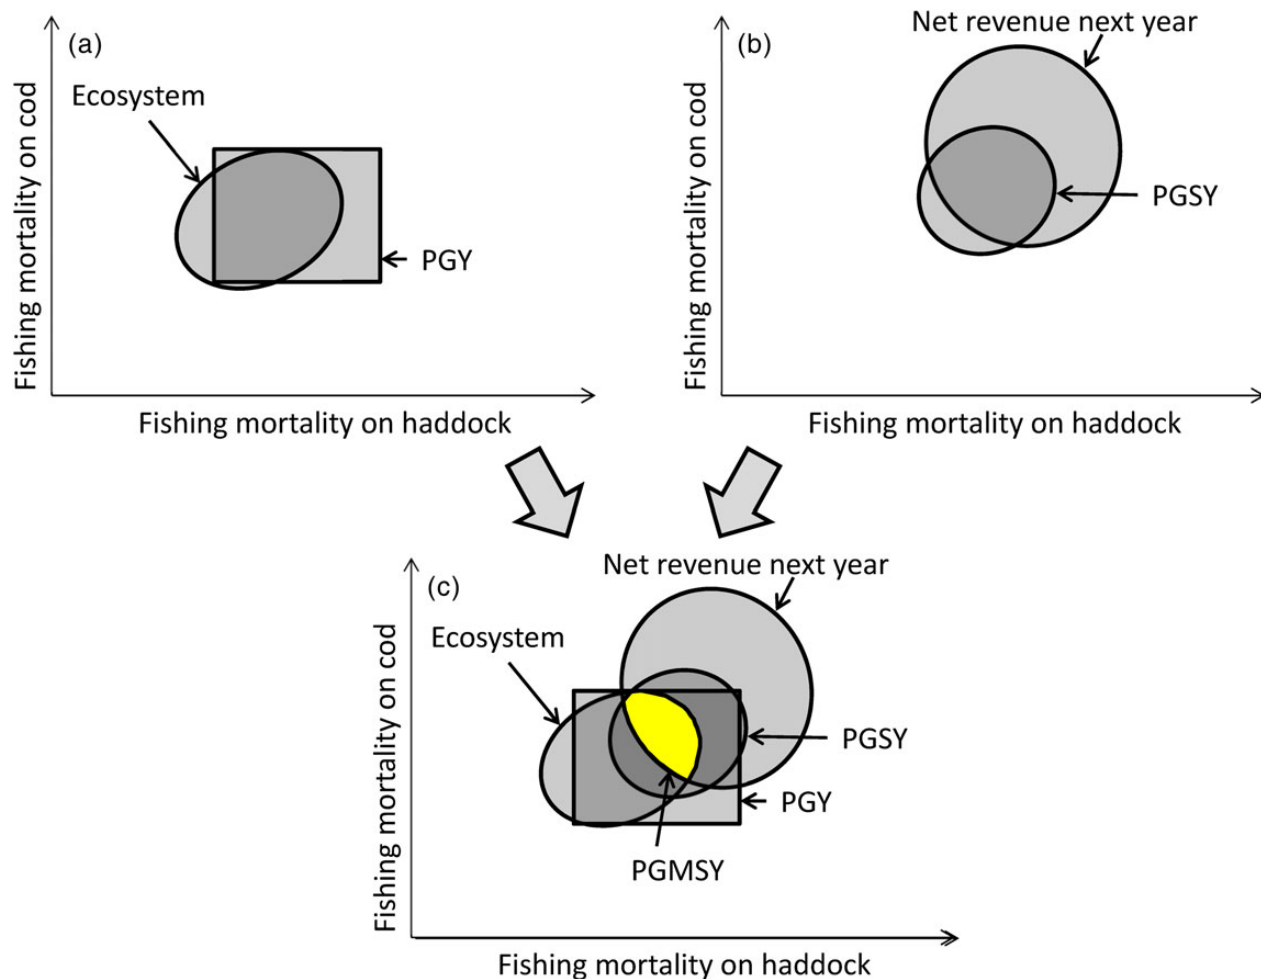 (a)
Ecosystem
PGY
Fishing mortality on cod
Fishing mortality on haddock
(b)
Net revenue next year
PGSY
Fishing mortality on cod
Fishing mortality on haddock
(c)
Net revenue next year
Ecosystem
PGSY
PGY
PGMSY
Fishing mortality on cod
Fishing mortality on haddock